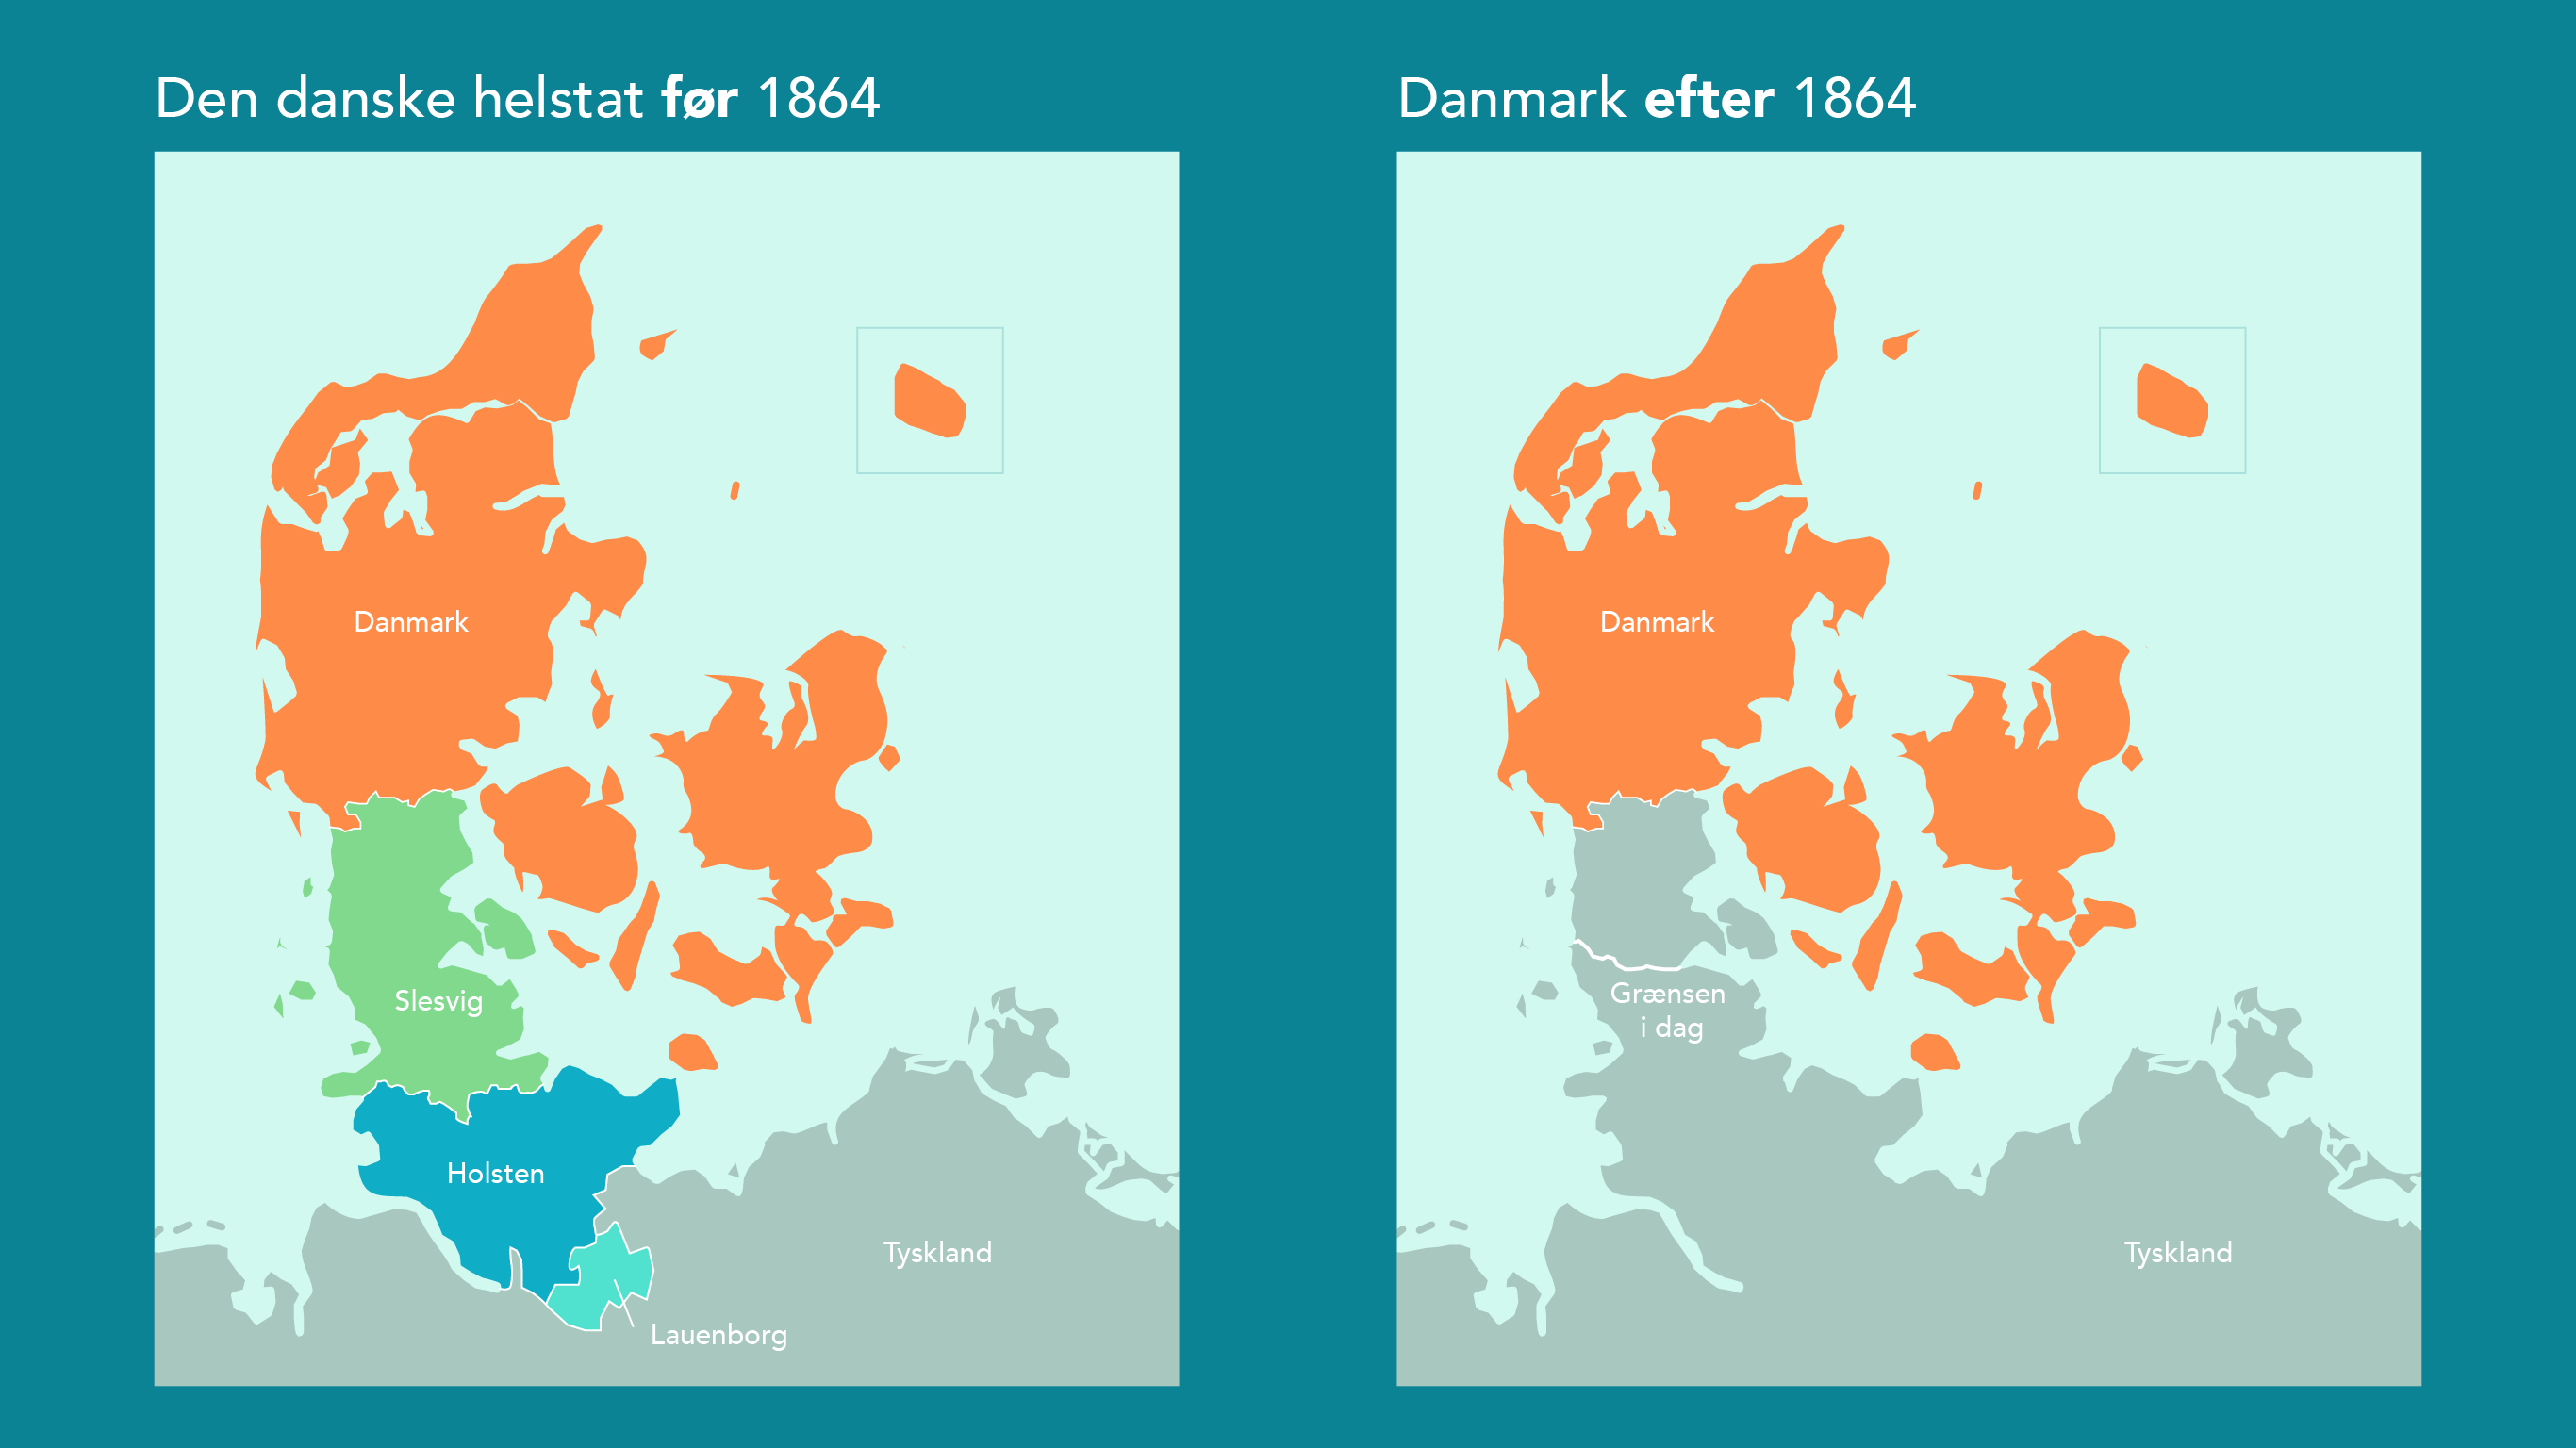 Den danske helstat før 1864
Danmark
Slesvig
Holsten
Tyskland
Lauenborg
Danmark efter 1864
Danmark
Grænsen
i dag
Tyskland